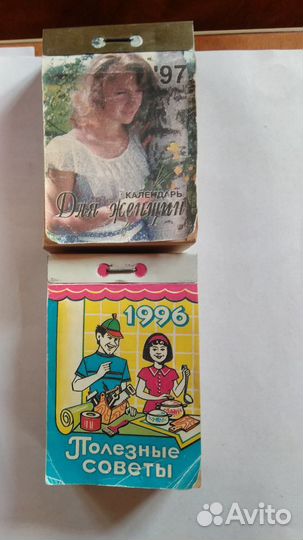 '97
КАЛЕНДАРЬ
Для женщин
1996
Полезные
советы
Avito